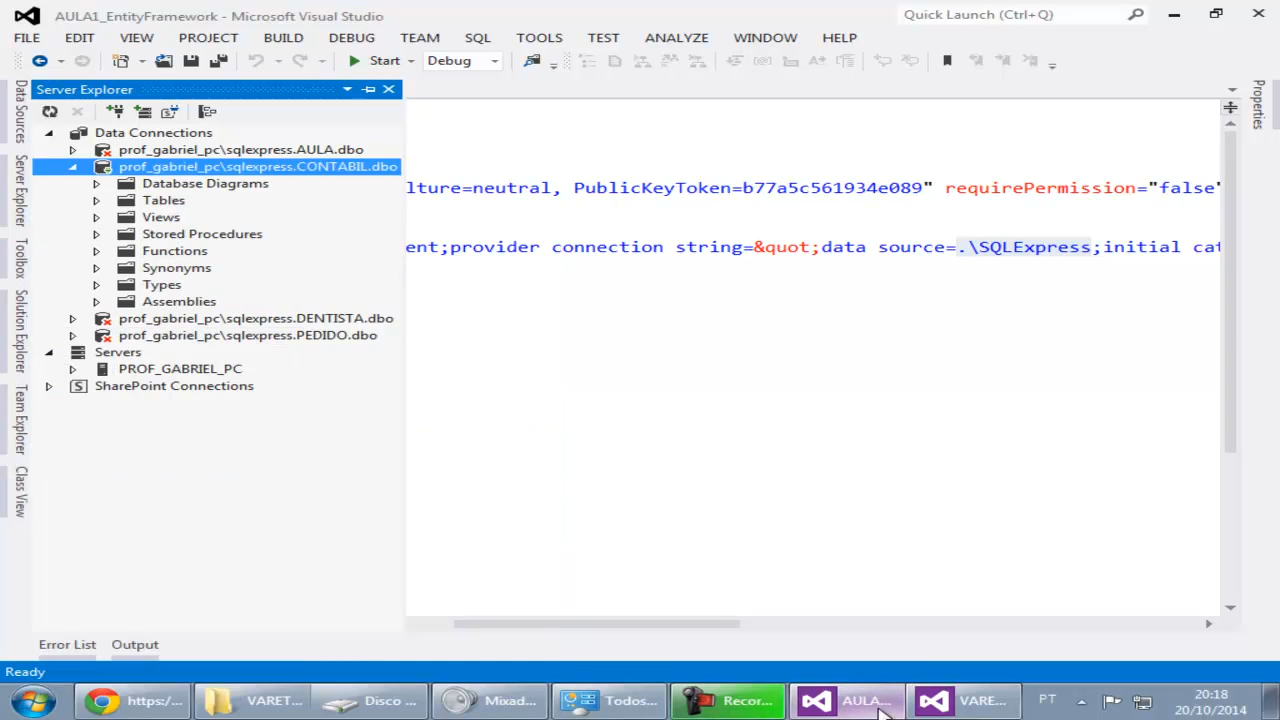 AULA1_EntityFramework - Microsoft Visual Studio
Quick Launch (Ctrl+Q)
FILE EDIT VIEW PROJECT BUILD DEBUG TEAM SQL TOOLS TEST ANALYZE WINDOW HELP
Start Debug
Data Sources
Server Explorer
Toolbox
Solution Explorer
Team Explorer
Class View
Server Explorer
Data Connections
prof_gabriel_pc\sqlexpress.AULA.dbo
prof_gabriel_pc\sqlexpress.CONTABIL.dbo
Database Diagrams
Tables
Views
Stored Procedures
Functions
Synonyms
Types
Assemblies
prof_gabriel_pc\sqlexpress.DENTISTA.dbo
prof_gabriel_pc\sqlexpress.PEDIDO.dbo
Servers
PROF_GABRIEL_PC
SharePoint Connections
lture=neutral, PublicKeyToken=b77a5c561934e089" requirePermission="false"
ent;provider connection string=&quot;data source=.\SQLExpress;initial cat
Properties
Error List Output
Ready
https:/... VARET... Disco ... Mixad... Todos... Recor... AULA... VARE... PT 20:18
20/10/2014